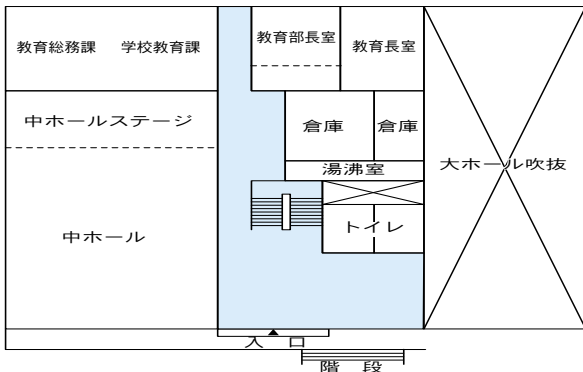 教育総務課 学校教育課
教育部長室
教育長室
中ホールステージ
倉庫
倉庫
湯沸室
大ホール吹抜
中ホール
トイレ
入口
階段